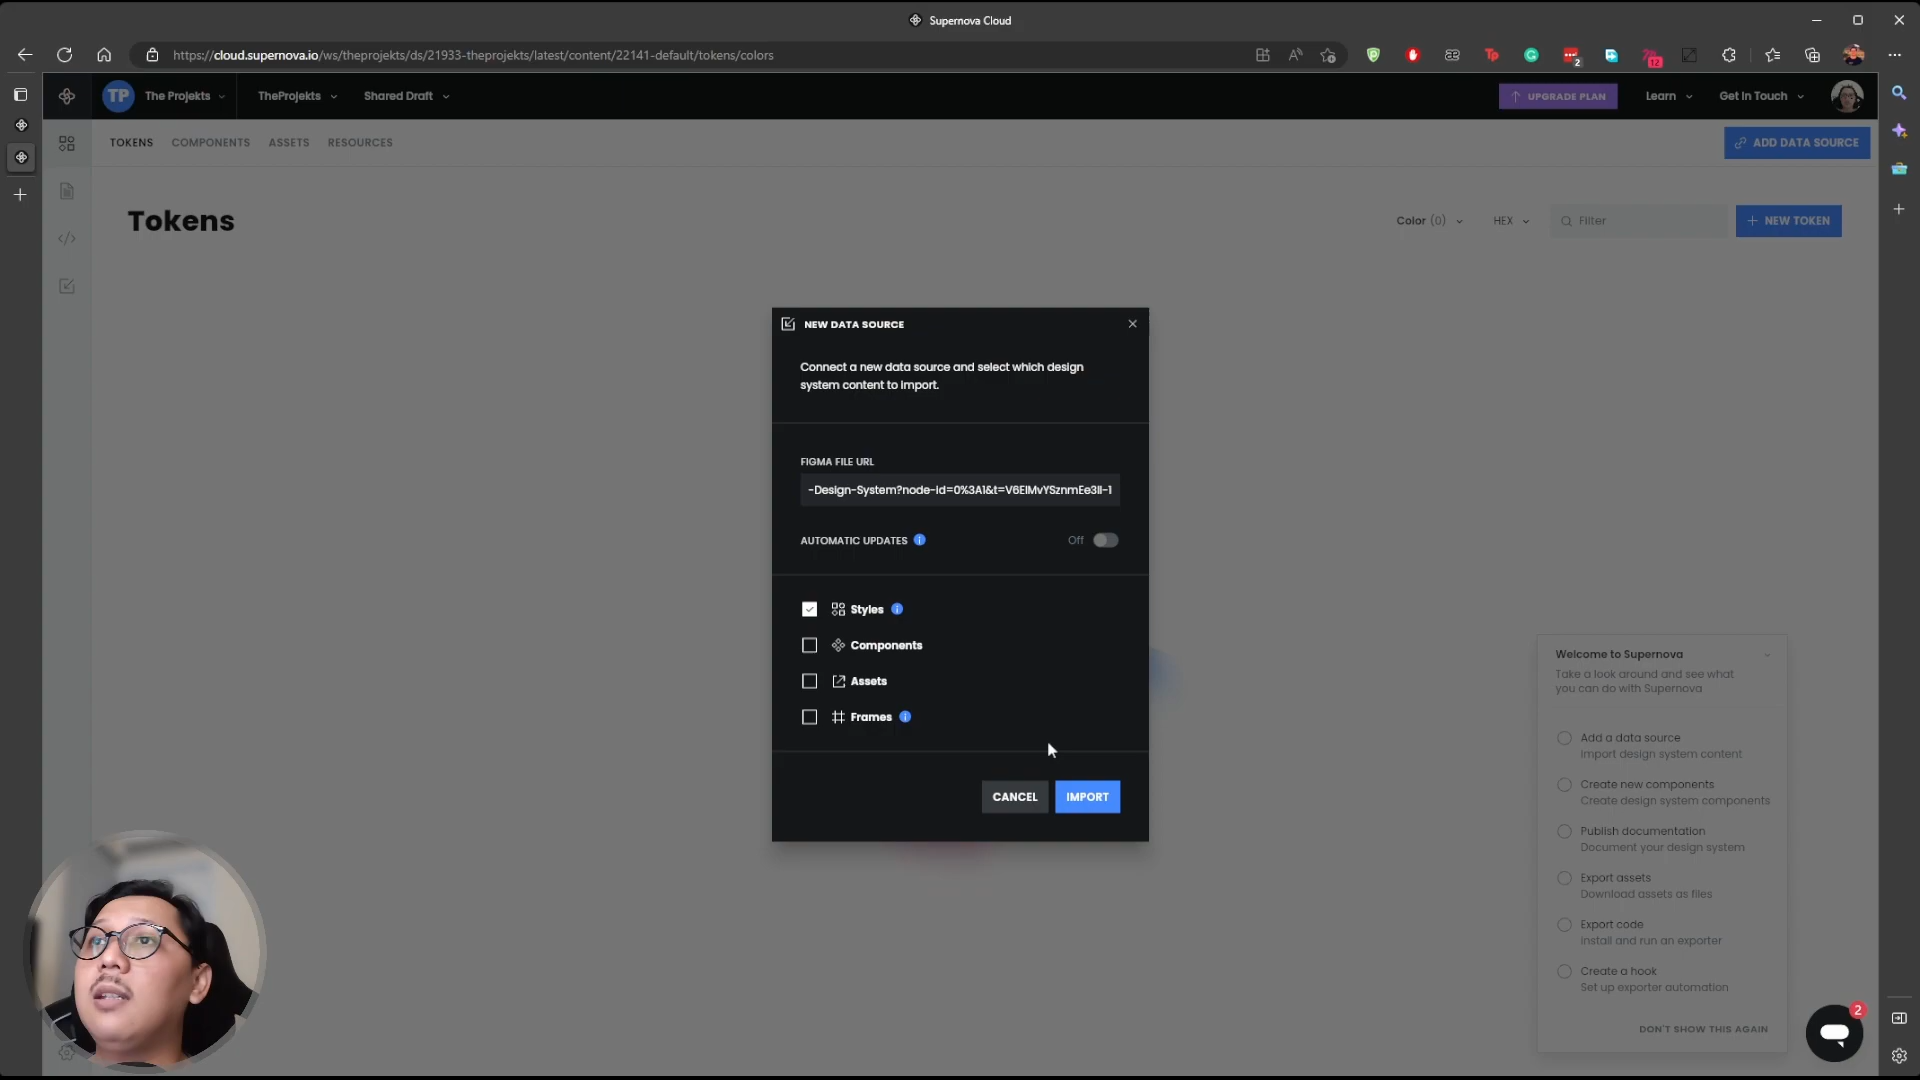 Supernova Cloud
https://cloud.supernova.io/ws/theprojekts/ds/21933-theprojekts/latest/content/22141-default/tokens/colors
2
12
TP
The Projekts
TheProjekts
Shared Draft
UPGRADE PLAN
Learn
Get In Touch
TOKENS
COMPONENTS
ASSETS
RESOURCES
ADD DATA SOURCE
Tokens
Color (0)
HEX
Filter
NEW TOKEN
NEW DATA SOURCE
Connect a new data source and select which design
system content to import.
FIGMA FILE URL
-Design-System?node-id=0%3A1&t=V6EIMvYSznmEe3Il-1
AUTOMATIC UPDATES
Off
Styles
Components
Assets
Frames
CANCEL
IMPORT
Welcome to Supernova
Take a look around and see what
you can do with Supernova
Add a data source
Import design system content
Create new components
Create design system components
Publish documentation
Document your design system
Export assets
Download assets as files
Export code
Install and run an exporter
Create a hook
Set up exporter automation
DON'T SHOW THIS AGAIN
2